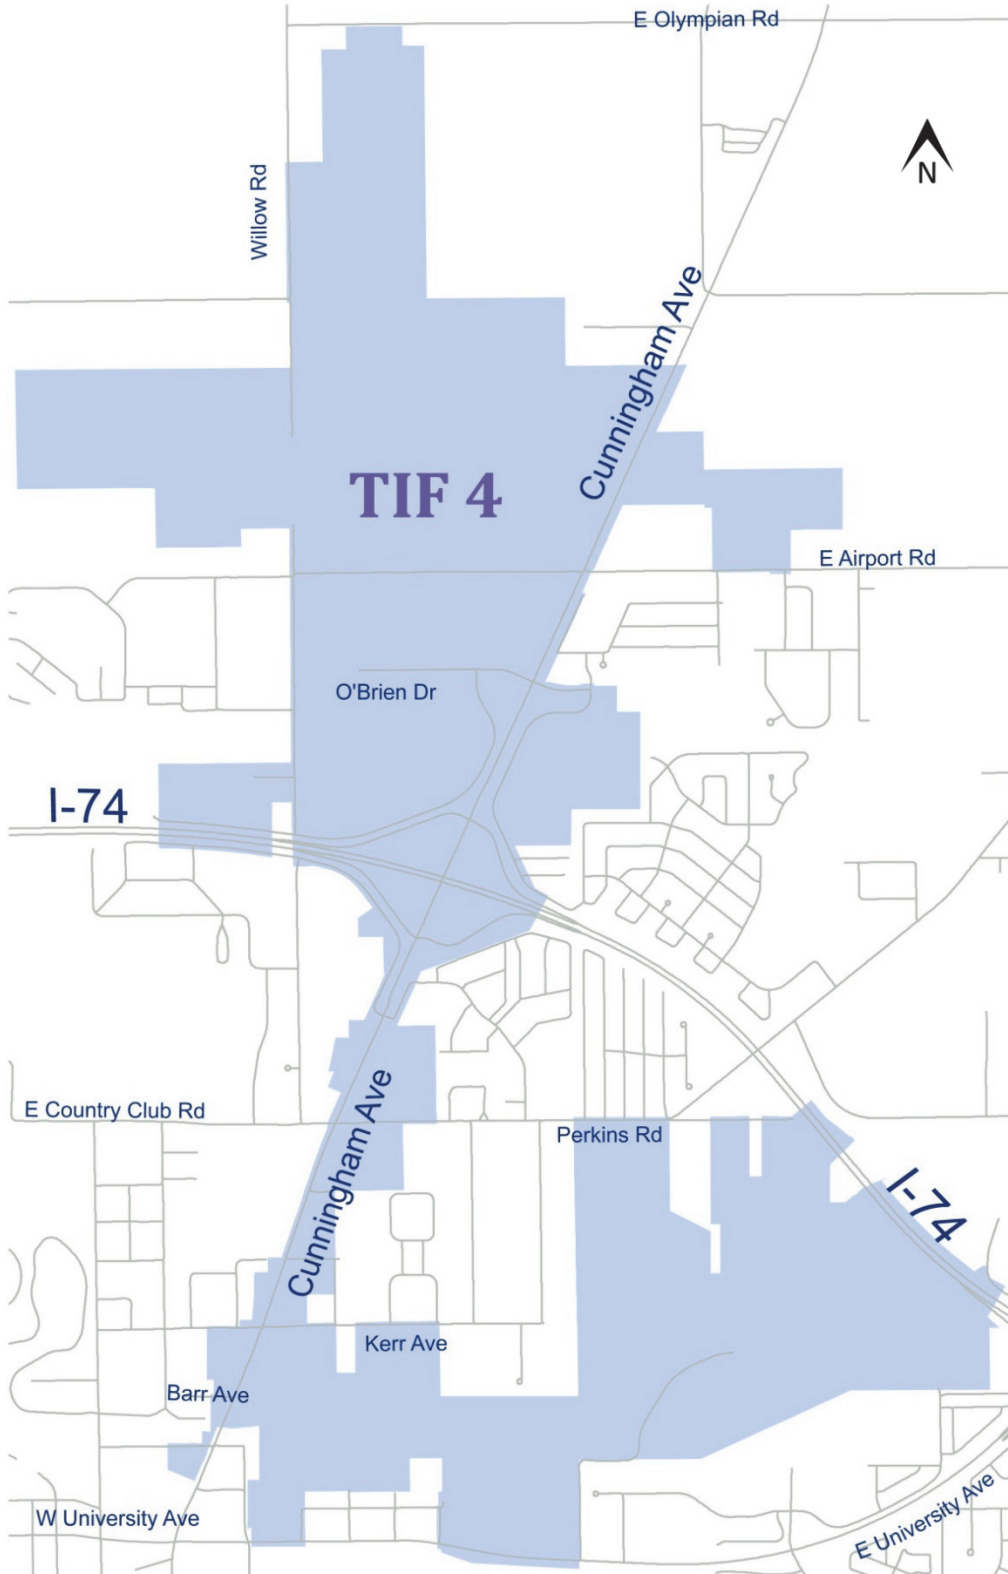 E Olympian Rd
N
Willow Rd
Cunningham Ave
TIF 4
E Airport Rd
O'Brien Dr
I-74
E Country Club Rd
Cunningham Ave
Perkins Rd
I-74
Kerr Ave
Barr Ave
W University Ave
E University Ave